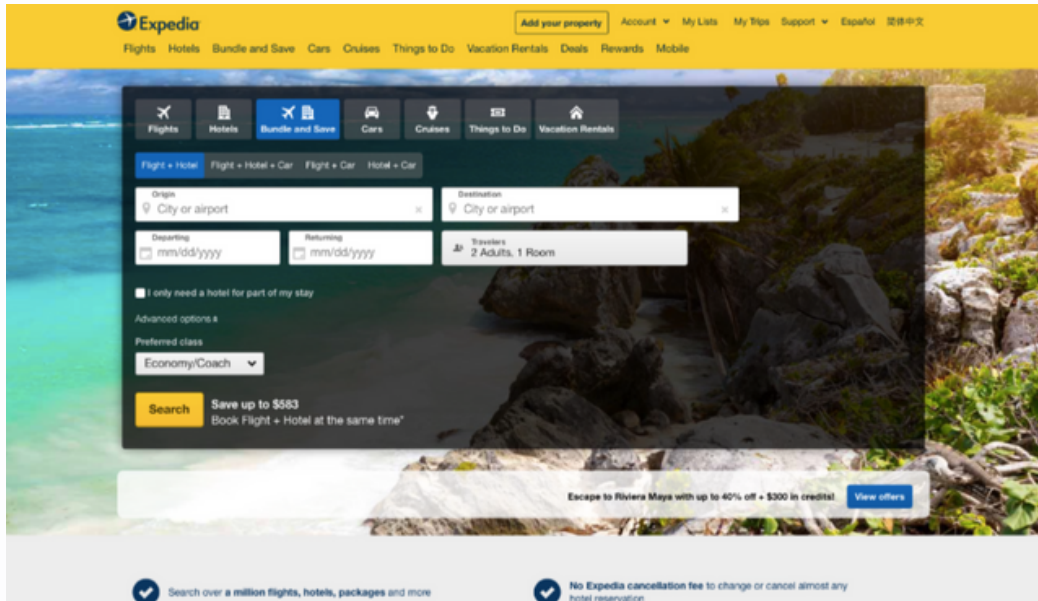 Expedia
Add your property Account My Lists My Trips Support Español 简体中文
Flights Hotels Bundle and Save Cars Cruises Things to Do Vacation Rentals Deals Rewards Mobile
Flights Hotels Bundle and Save Cars Cruises Things to Do Vacation Rentals
Flight + Hotel Flight + Hotel + Car Flight + Car Hotel + Car
Origin Destination
City or airport × City or airport ×
Departing Returning Travelers
mm/dd/yyyy mm/dd/yyyy 2 Adults, 1 Room
I only need a hotel for part of my stay
Advanced options
Preferred class
Economy/Coach
Search Save up to $583
Book Flight + Hotel at the same time*
Escape to Riviera Maya with up to 40% off + $300 in credits! View offers
Search over a million flights, hotels, packages and more
No Expedia cancellation fee to change or cancel almost any
hotel reservation